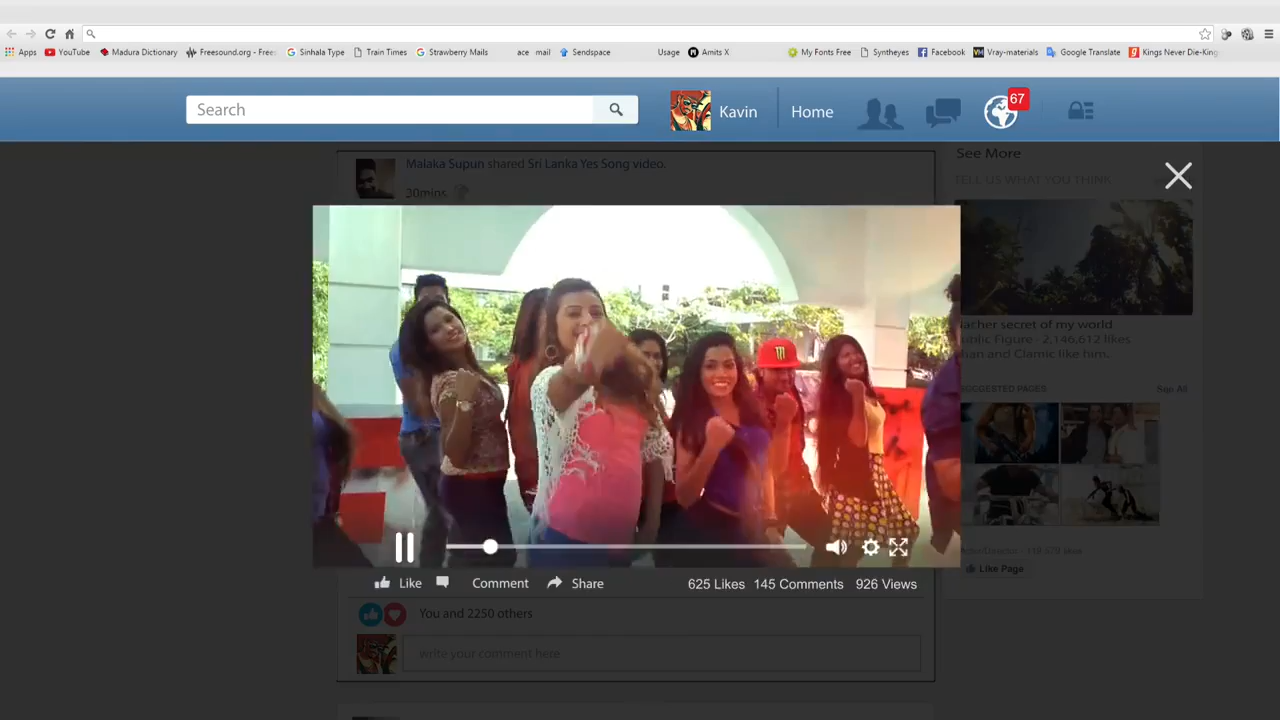 Apps YouTube Madura Dictionary Freesound.org - Free Google Sinhala Type Train Times Strawberry Mails ace mail Sendspace Usage Amits X My Fonts Free Syntheyes Facebook Vray-materials Google Translate Kings Never Die-King
Search
Kavin
Home
67
Malaka Supun shared Sri Lanka Yes Song video.
30mins.
See More
TELL US WHAT YOU THINK
secret of my world
Public Figure · 2,146,612 likes
and Clamic like him..
SUGGESTED PAGES
See All
Like Page
Like Comment Share 625 Likes 145 Comments 926 Views
You and 2250 others
write your comment here